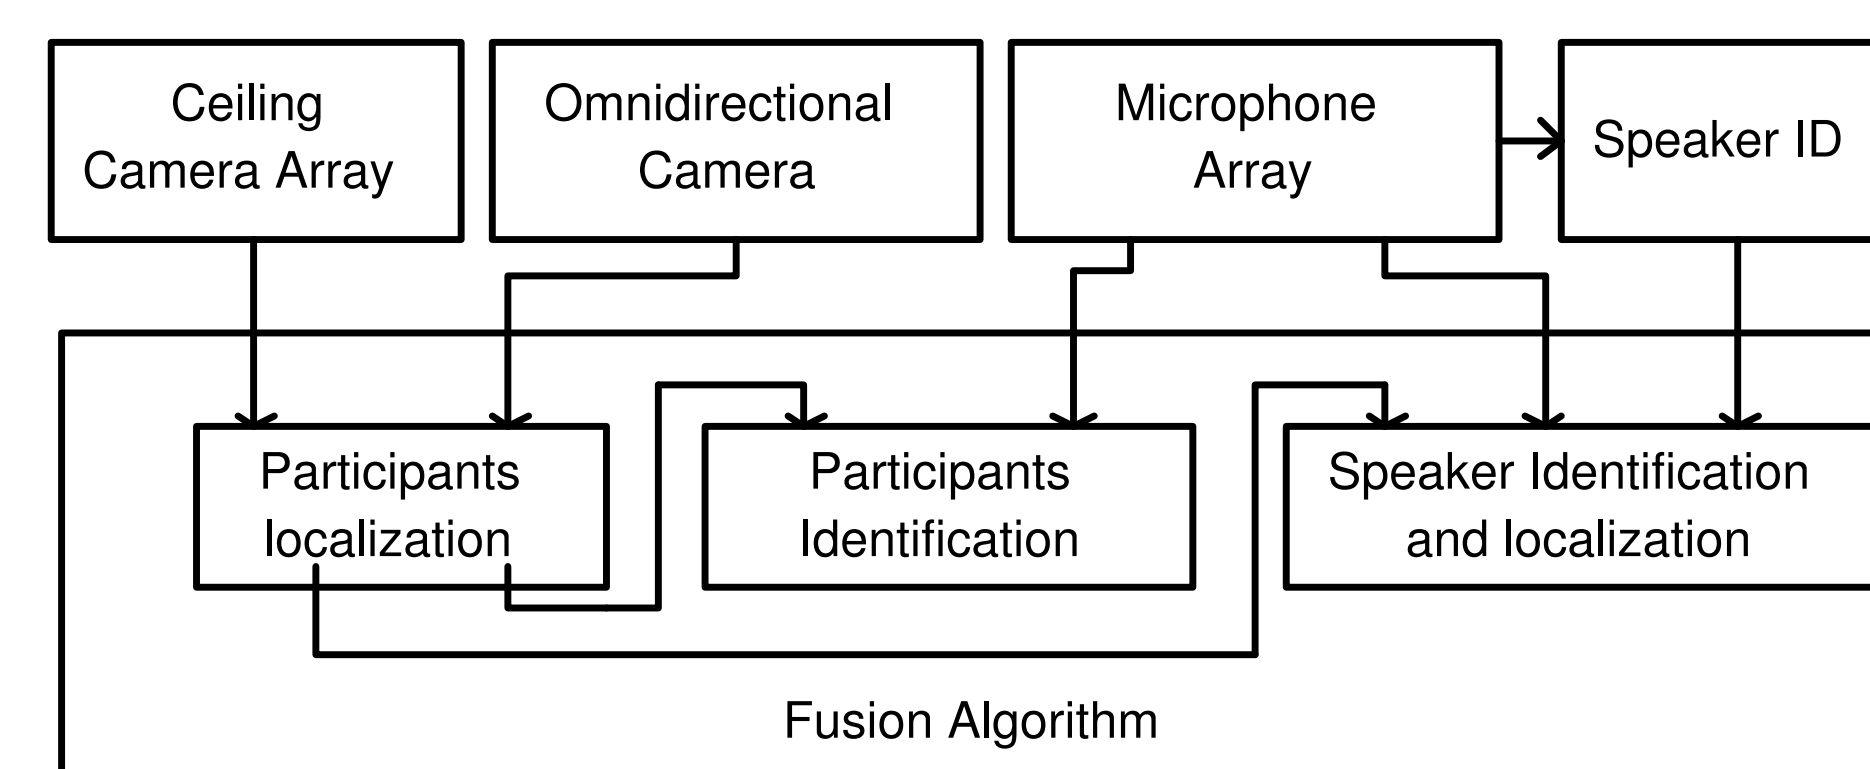 Ceiling
Camera Array
Omnidirectional
Camera
Microphone
Array
Speaker ID
Participants
localization
Participants
Identification
Speaker Identification
and localization
Fusion Algorithm